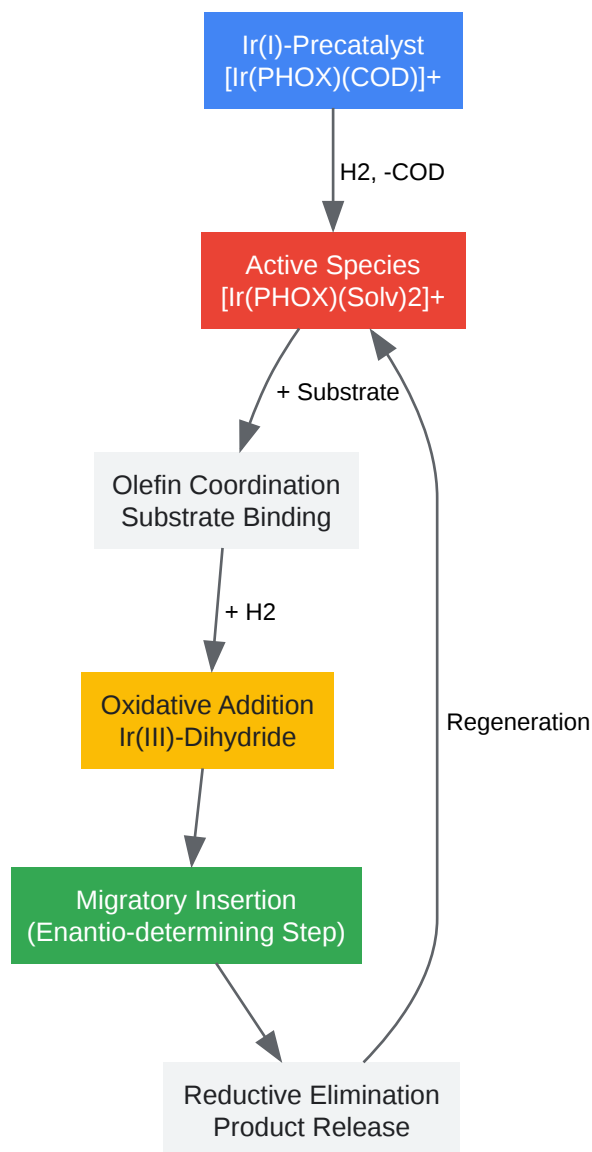 Ir(I)-Precatalyst
[Ir(PHOX)(COD)]+
H2, -COD
Active Species
[Ir(PHOX)(Solv)2]+
+ Substrate
Olefin Coordination
Substrate Binding
+ H2
Oxidative Addition
Ir(III)-Dihydride
Regeneration
Migratory Insertion
(Enantio-determining Step)
Reductive Elimination
Product Release